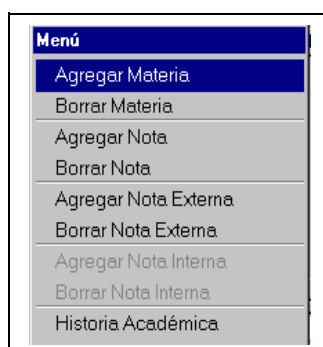 Menú
Agregar Materia
Borrar Materia
Agregar Nota
Borrar Nota
Agregar Nota Externa
Borrar Nota Externa
Agregar Nota Interna
Borrar Nota Interna
Historia Académica